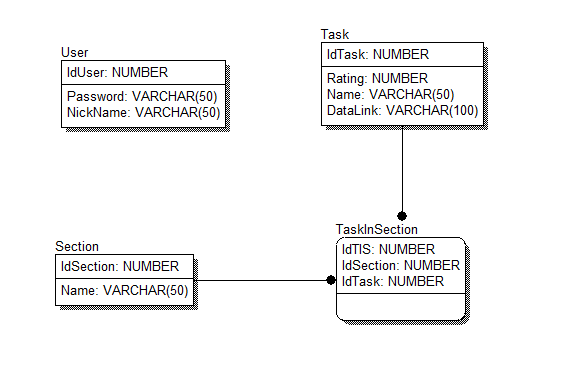 User
IdUser: NUMBER
Password: VARCHAR(50)
NickName: VARCHAR(50)
Task
IdTask: NUMBER
Rating: NUMBER
Name: VARCHAR(50)
DataLink: VARCHAR(100)
Section
IdSection: NUMBER
Name: VARCHAR(50)
TaskInSection
IdTIS: NUMBER
IdSection: NUMBER
IdTask: NUMBER